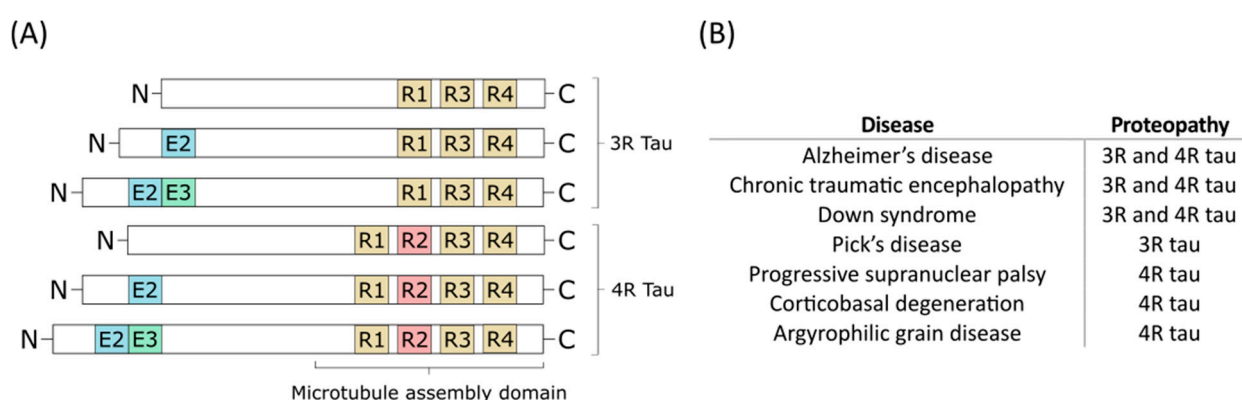 (A)
N R1 R3 R4 C
N E2 R1 R3 R4 C
3R Tau
N E2 E3 R1 R3 R4 C
N R1 R2 R3 R4 C
N E2 R1 R2 R3 R4 C
4R Tau
N E2 E3 R1 R2 R3 R4 C
Microtubule assembly domain
(B)
Disease Proteopathy
Alzheimer’s disease 3R and 4R tau
Chronic traumatic encephalopathy 3R and 4R tau
Down syndrome 3R and 4R tau
Pick’s disease 3R tau
Progressive supranuclear palsy 4R tau
Corticobasal degeneration 4R tau
Argyrophilic grain disease 4R tau